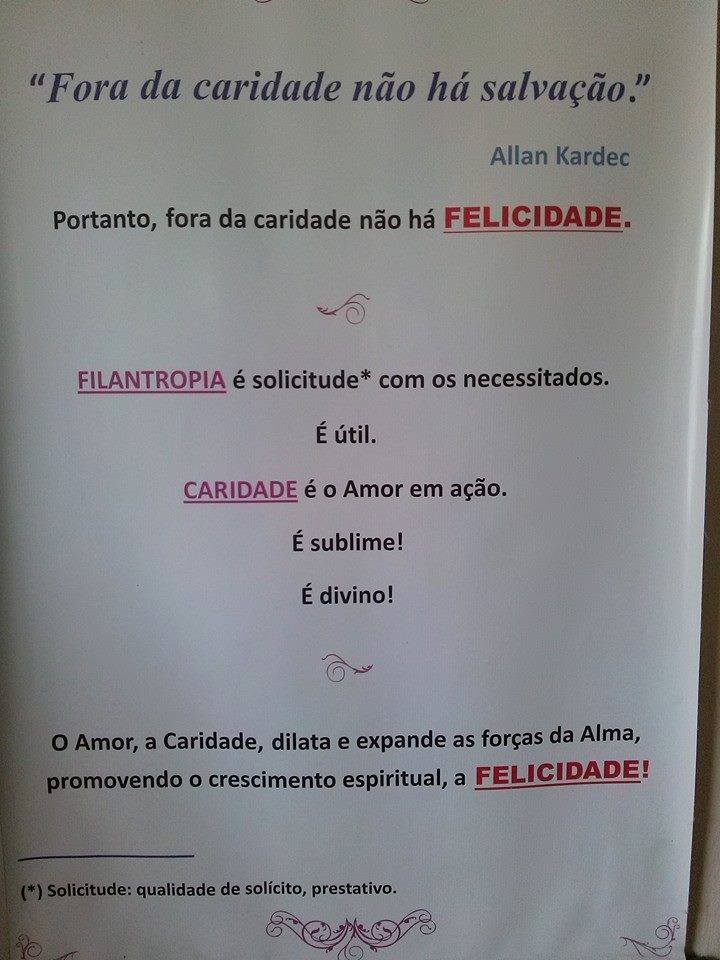 “Fora da caridade não há salvação.”
Allan Kardec
Portanto, fora da caridade não há FELICIDADE.
FILANTROPIA é solicitude* com os necessitados.
É útil.
CARIDADE é o Amor em ação.
É sublime!
É divino!
O Amor, a Caridade, dilata e expande as forças da Alma,
promovendo o crescimento espiritual, a FELICIDADE!
(*) Solicitude: qualidade de solícito, prestativo.